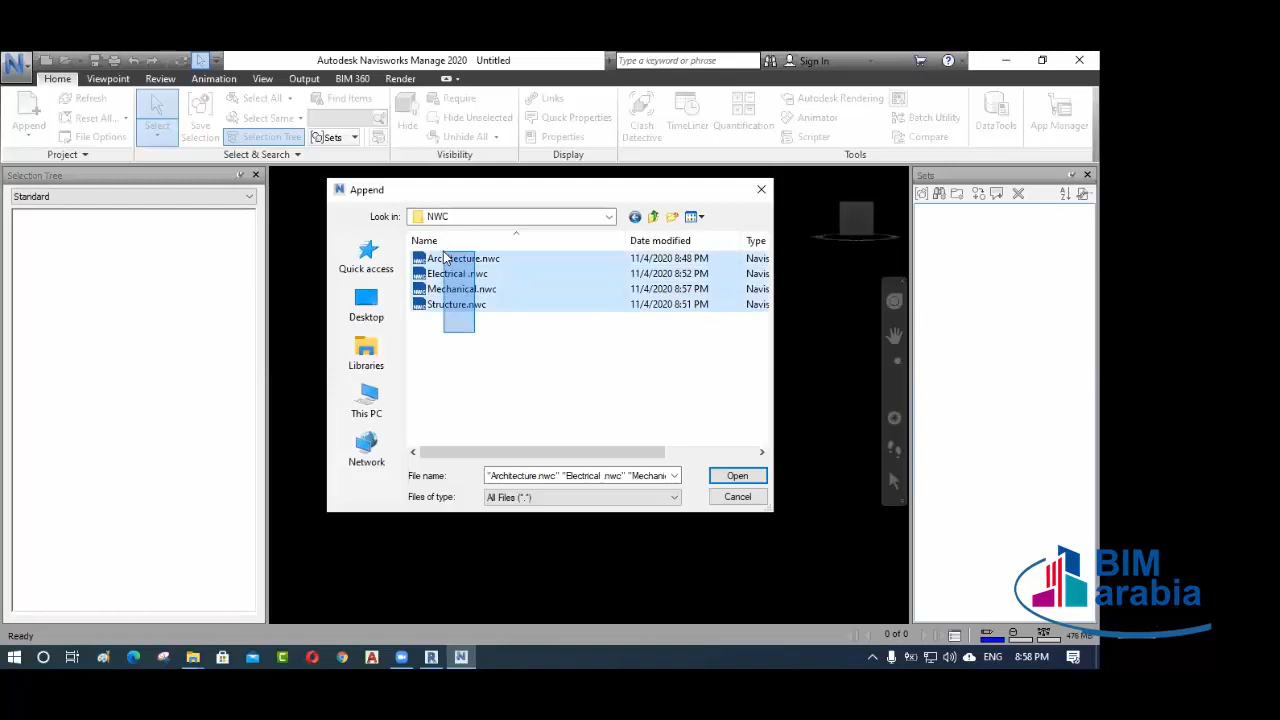 Autodesk Navisworks Manage 2020 Untitled
Type a keyword or phrase
Sign In
Home Viewpoint Review Animation View Output BIM 360 Render
Append
Refresh
Reset All...
File Options
Project
Select
Save Selection
Select All
Select Same
Selection Tree
Find Items
Sets
Select & Search
Hide
Require
Hide Unselected
Unhide All
Visibility
Links
Quick Properties
Properties
Display
Clash Detective
TimeLiner
Quantification
Autodesk Rendering
Animator
Scripter
Batch Utility
Compare
Tools
DataTools
App Manager
Selection Tree
Standard
Sets
Append
Look in: NWC
Name Date modified Type
Architecture.nwc 11/4/2020 8:48 PM Navis
Electrical .nwc 11/4/2020 8:52 PM Navis
Mechanical.nwc 11/4/2020 8:57 PM Navis
Structure.nwc 11/4/2020 8:51 PM Navis
Quick access
Desktop
Libraries
This PC
Network
File name: "Architecture.nwc" "Electrical .nwc" "Mechani
Open
Files of type: All Files (*.*)
Cancel
BIM
arabia
Ready
0 of 0
476 MB
ENG
8:58 PM